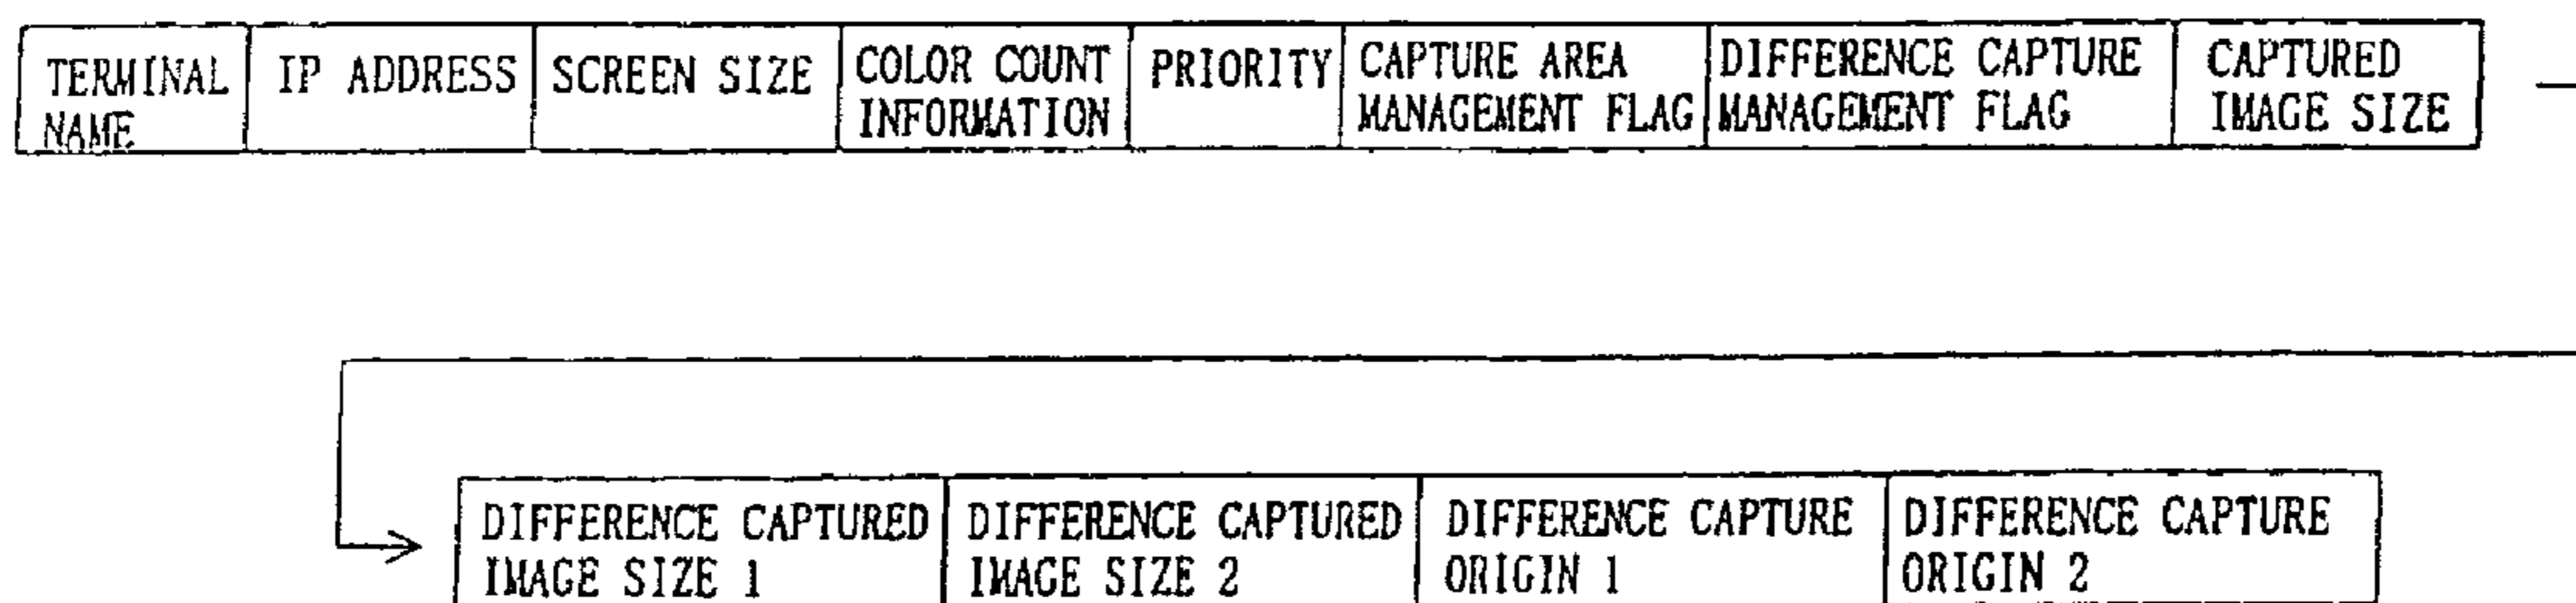 TERMINAL
NAME
IP ADDRESS
SCREEN SIZE
COLOR COUNT
INFORMATION
PRIORITY
CAPTURE AREA
MANAGEMENT FLAG
DIFFERENCE CAPTURE
MANAGEMENT FLAG
CAPTURED
IMAGE SIZE
DIFFERENCE CAPTURED
IMAGE SIZE 1
DIFFERENCE CAPTURED
IMAGE SIZE 2
DIFFERENCE CAPTURE
ORIGIN 1
DIFFERENCE CAPTURE
ORIGIN 2